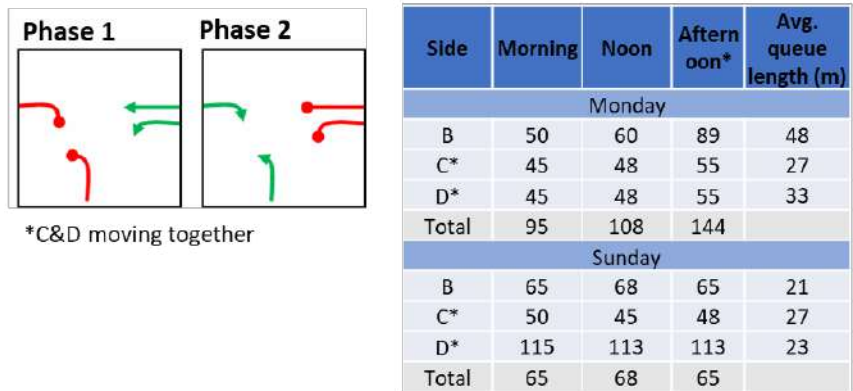 Phase 1
Phase 2
*C&D moving together
Side Morning Noon Aftern oon* Avg. queue length (m)
Monday
B 50 60 89 48
C* 45 48 55 27
D* 45 48 55 33
Total 95 108 144
Sunday
B 65 68 65 21
C* 50 45 48 27
D* 115 113 113 23
Total 65 68 65